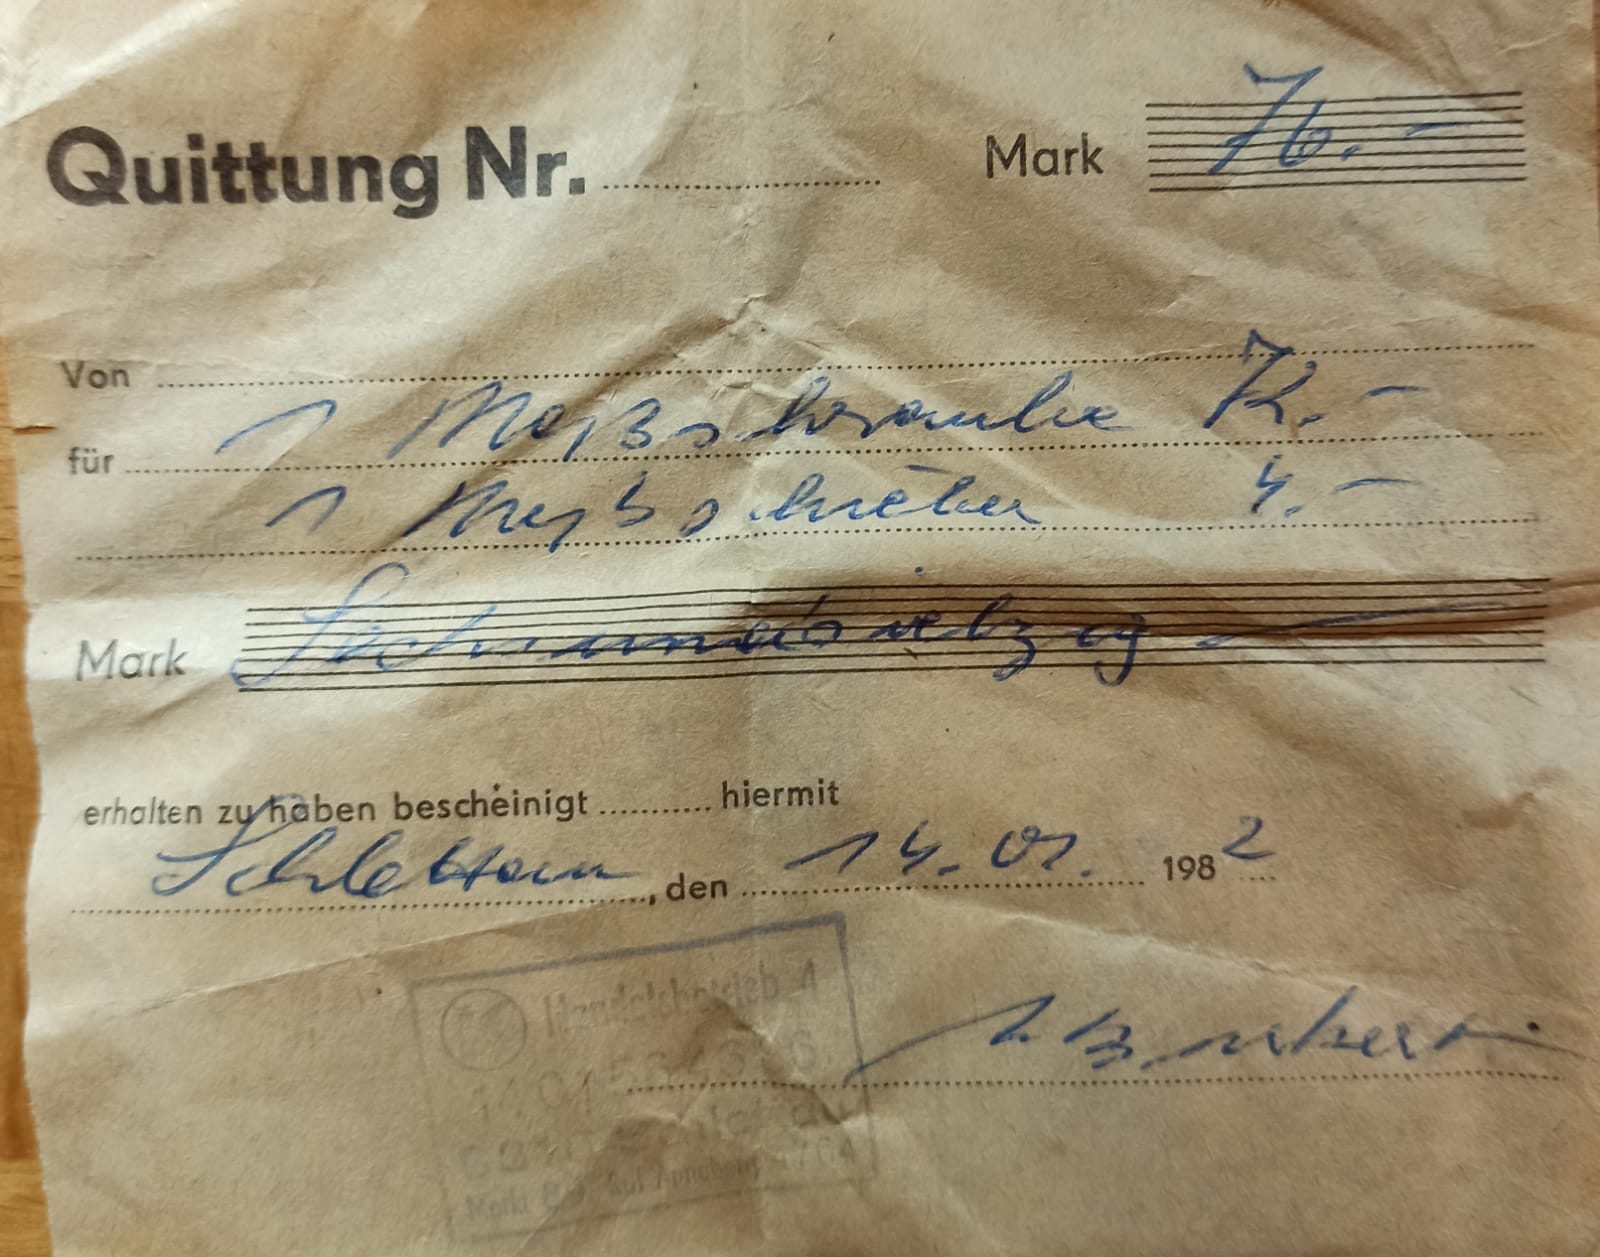 Quittung Nr. Mark 76.-
Von
für 1 Meßschraube 72.-
1 Meßschieber 4.-
Mark Sechsundsiebzig
erhalten zu haben bescheinigt hiermit
Schlettau, den 14. 01. 1982
Handelsbetrieb